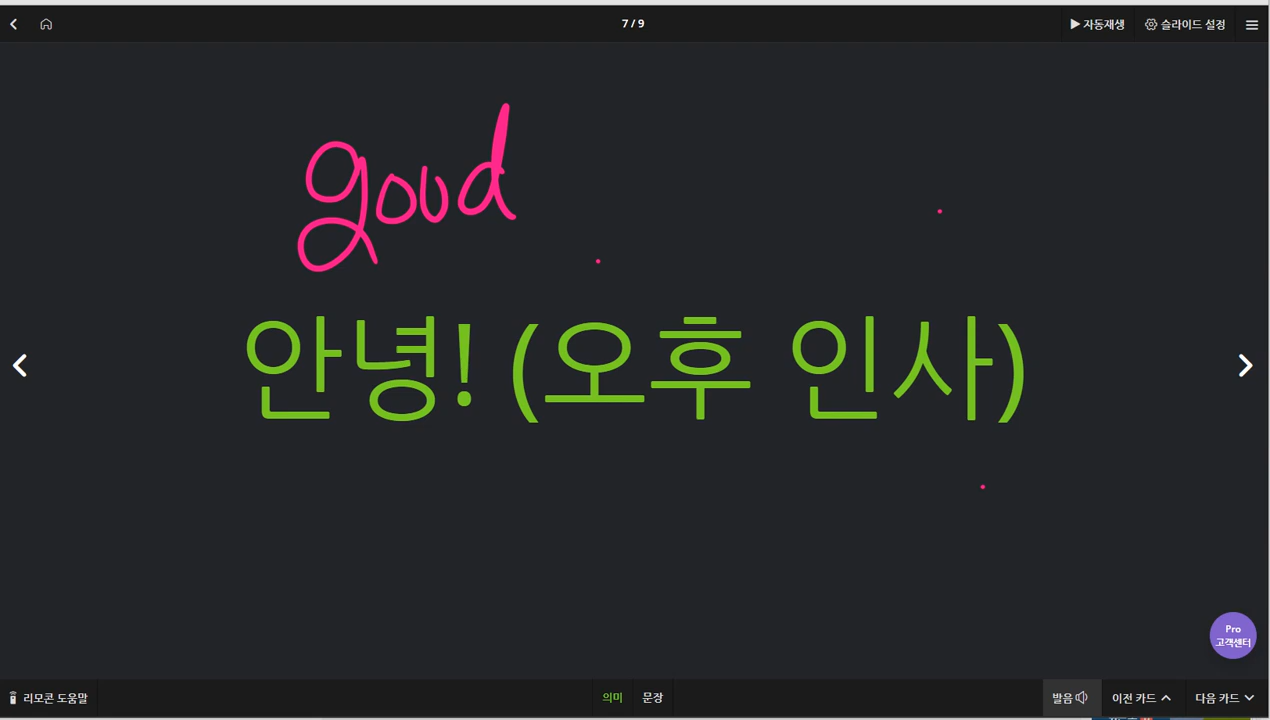 7 / 9
자동재생
슬라이드 설정
goud
안녕! (오후 인사)
Pro
고객센터
리모콘 도움말
의미
문장
발음
이전 카드
다음 카드